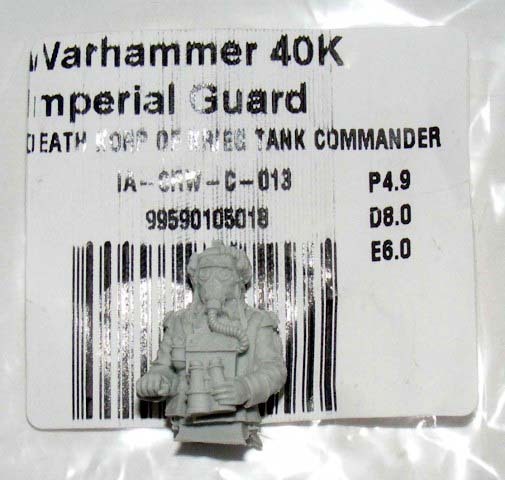 Warhammer 40K
Imperial Guard
DEATH KORP OF KRIEG TANK COMMANDER
IA-CRW-C-013 P4.9
99590105018 D8.0
E6.0